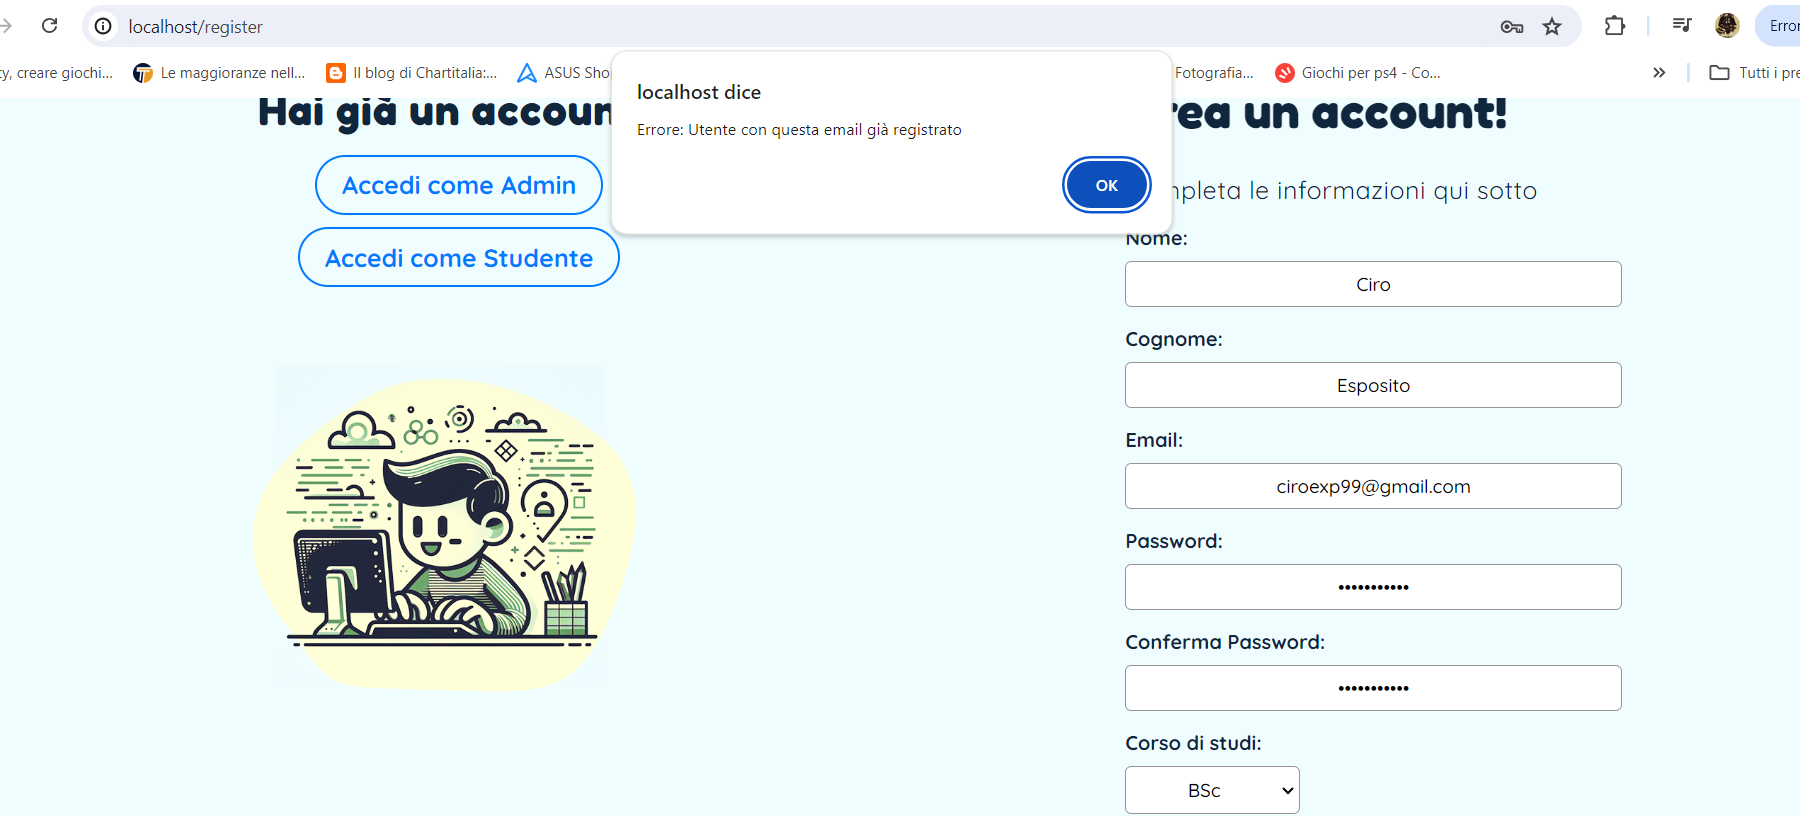 localhost/register
Error
ty, creare giochi...
Le maggioranze nell...
Il blog di Chartitalia:...
ASUS Sho
Fotografia...
Giochi per ps4 - Co...
Tutti i pre
localhost dice
Errore: Utente con questa email già registrato
OK
Hai già un accoun
rea un account!
Accedi come Admin
Accedi come Studente
mpleta le informazioni qui sotto
Nome:
Ciro
Cognome:
Esposito
Email:
ciroexp99@gmail.com
Password:
•••••••••••
Conferma Password:
•••••••••••
Corso di studi:
BSc